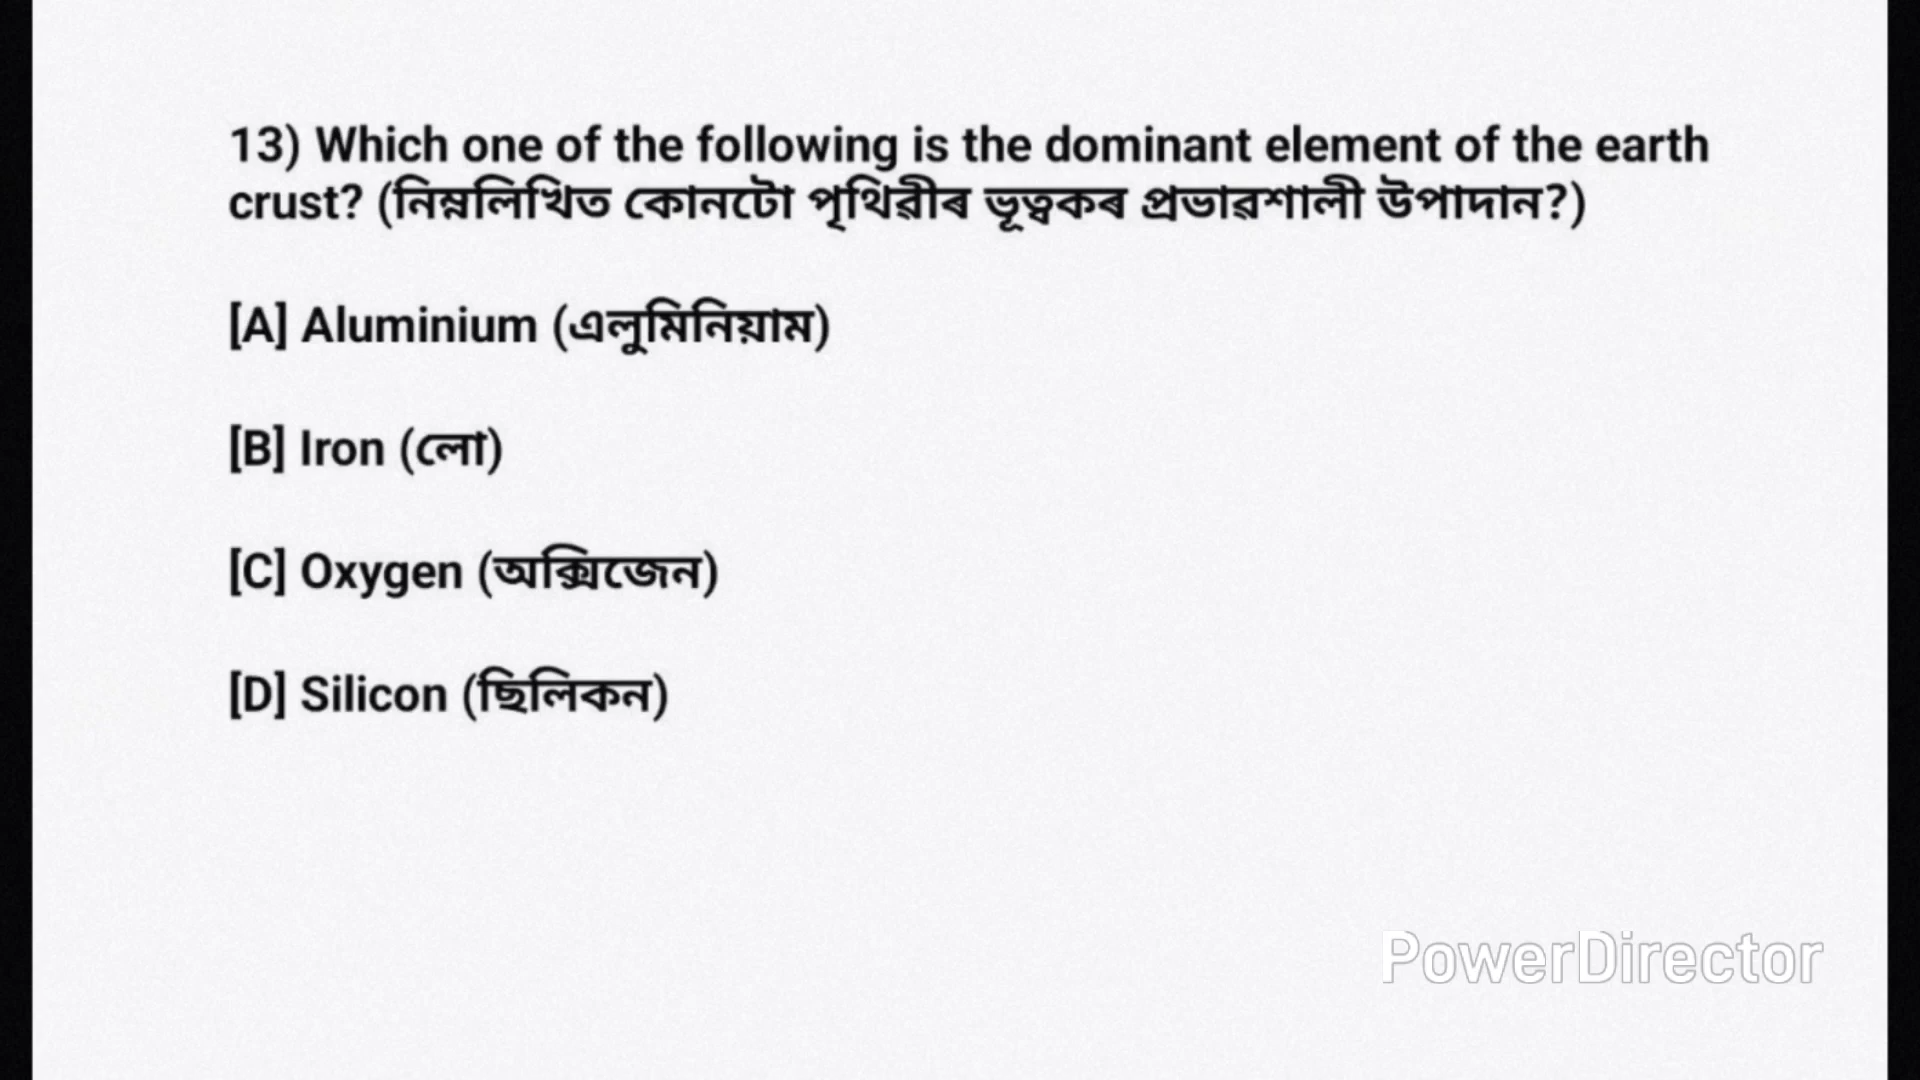 13) Which one of the following is the dominant element of the earth
crust? (নিম্নলিখিত কোনটো পৃথিৱীৰ ভূত্বকৰ প্ৰভাৱশালী উপাদান?)
[A] Aluminium (এলুমিনিয়াম)
[B] Iron (লো)
[C] Oxygen (অক্সিজেন)
[D] Silicon (ছিলিকন)
PowerDirector